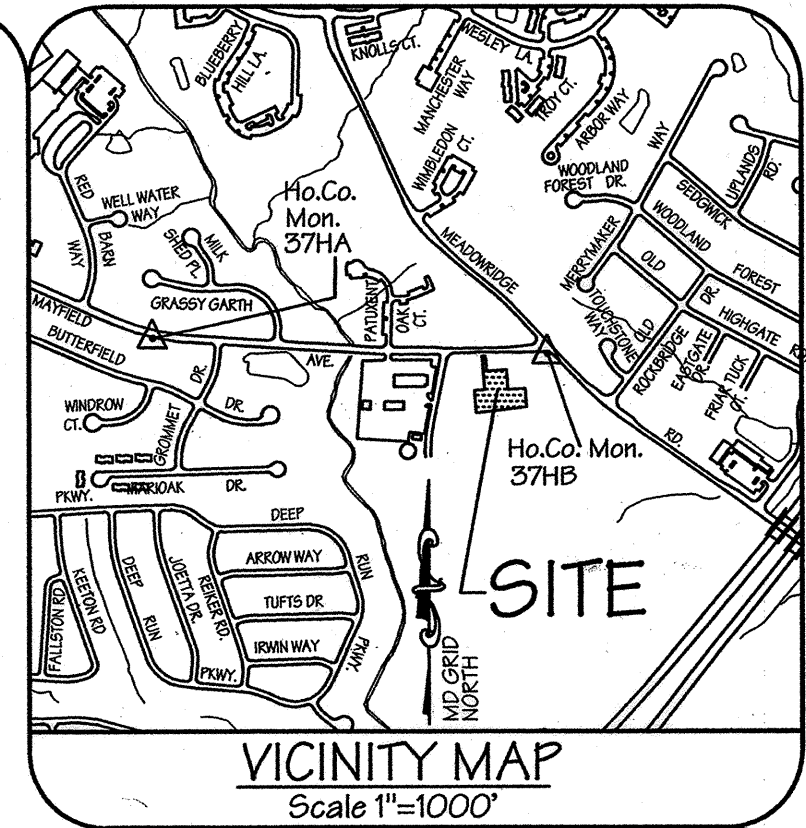 BLUEBERRY
HILL LA.
KNOLLS CT.
WESLEY LA.
MANCHESTER
WAY
TROY CT.
ARBOR WAY
WIMBLEDON
CT.
WOODLAND
FOREST DR.
WAY
MERRYMAKER
SEDGWICK
UPLANDS
RD.
WOODLAND
FOREST
DR.
OLD
HIGHGATE
RD.
TOUCHSTONE
WAY
OLD
ROCKBRIDGE
EASTGATE
DR.
FRIAR TUCK
CT.
MEADOWRIDGE
RD.
RED
BARN
WAY
WELL WATER
WAY
MILK
SHED PL.
GRASSY GARTH
Ho.Co.
Mon.
37HA
PATUXENT
OAK
CT.
MAYFIELD
AVE.
BUTTERFIELD
DR.
WINDROW
CT.
GROMMET
DR.
MARIOAK
DR.
Ho.Co. Mon.
37HB
PKWY.
DEEP
RUN
PKWY.
ARROW WAY
TUFTS DR
IRWIN WAY
FALLSTON RD.
KEETON RD
DEEP
RUN
PKWY.
JOETTA DR.
REIKER RD.
SITE
MD GRID
NORTH
VICINITY MAP
Scale 1"=1000'